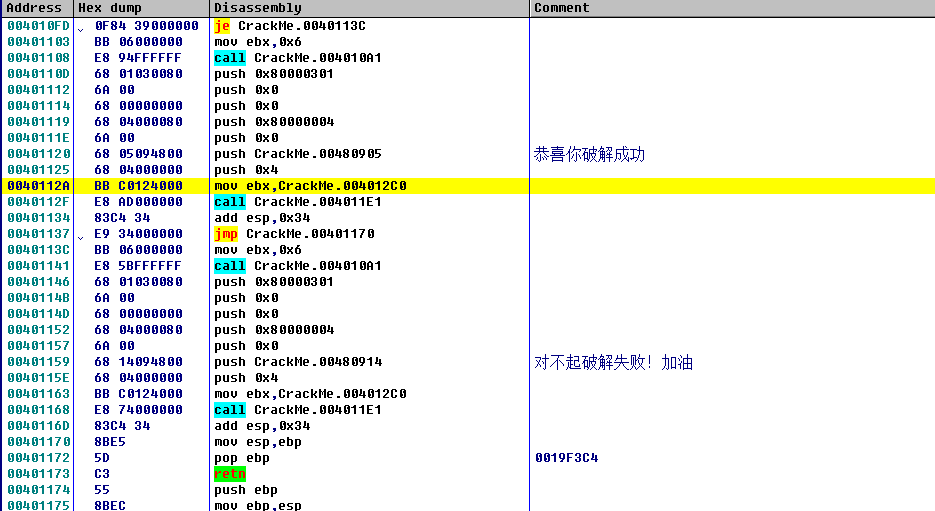 Address Hex dump Disassembly Comment
004010FD 0F84 39000000 je CrackMe.0040113C
00401103 BB 06000000 mov ebx,0x6
00401108 E8 94FFFFFF call CrackMe.004010A1
0040110D 68 01030080 push 0x80000301
00401112 6A 00 push 0x0
00401114 68 00000000 push 0x0
00401119 68 04000080 push 0x80000004
0040111E 6A 00 push 0x0
00401120 68 05094800 push CrackMe.00480905 恭喜你破解成功
00401125 68 04000000 push 0x4
0040112A BB C0124000 mov ebx,CrackMe.004012C0
0040112F E8 AD000000 call CrackMe.004011E1
00401134 83C4 34 add esp,0x34
00401137 E9 34000000 jmp CrackMe.00401170
0040113C BB 06000000 mov ebx,0x6
00401141 E8 5BFFFFFF call CrackMe.004010A1
00401146 68 01030080 push 0x80000301
0040114B 6A 00 push 0x0
0040114D 68 00000000 push 0x0
00401152 68 04000080 push 0x80000004
00401157 6A 00 push 0x0
00401159 68 14094800 push CrackMe.00480914 对不起破解失败！加油
0040115E 68 04000000 push 0x4
00401163 BB C0124000 mov ebx,CrackMe.004012C0
00401168 E8 74000000 call CrackMe.004011E1
0040116D 83C4 34 add esp,0x34
00401170 8BE5 mov esp,ebp
00401172 5D pop ebp 0019F3C4
00401173 C3 retn
00401174 55 push ebp
00401175 8BEC mov ebp,esp